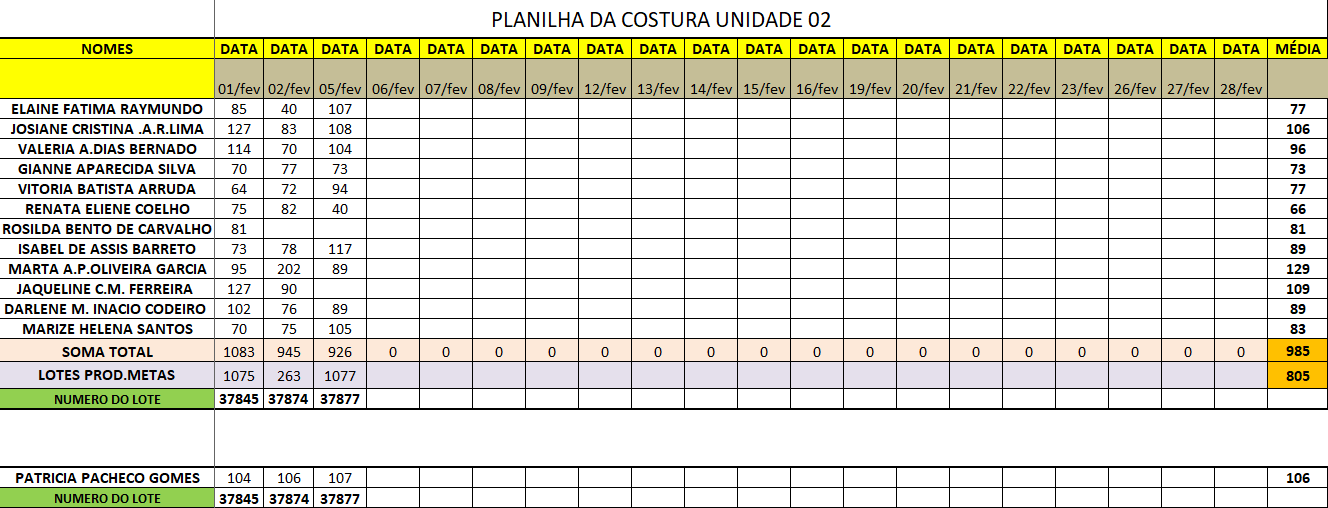 PLANILHA DA COSTURA UNIDADE 02
NOMES DATA DATA DATA DATA DATA DATA DATA DATA DATA DATA DATA DATA DATA DATA DATA DATA DATA DATA DATA DATA MÉDIA
01/fev 02/fev 05/fev 06/fev 07/fev 08/fev 09/fev 12/fev 13/fev 14/fev 15/fev 16/fev 19/fev 20/fev 21/fev 22/fev 23/fev 26/fev 27/fev 28/fev
ELAINE FATIMA RAYMUNDO 85 40 107 77
JOSIANE CRISTINA .A.R.LIMA 127 83 108 106
VALERIA A.DIAS BERNADO 114 70 104 96
GIANNE APARECIDA SILVA 70 77 73 73
VITORIA BATISTA ARRUDA 64 72 94 77
RENATA ELIENE COELHO 75 82 40 66
ROSILDA BENTO DE CARVALHO 81 81
ISABEL DE ASSIS BARRETO 73 78 117 89
MARTA A.P.OLIVEIRA GARCIA 95 202 89 129
JAQUELINE C.M. FERREIRA 127 90 109
DARLENE M. INACIO CODEIRO 102 76 89 89
MARIZE HELENA SANTOS 70 75 105 83
SOMA TOTAL 1083 945 926 0 0 0 0 0 0 0 0 0 0 0 0 0 0 0 0 0 985
LOTES PROD.METAS 1075 263 1077 805
NUMERO DO LOTE 37845 37874 37877
PATRICIA PACHECO GOMES 104 106 107 106
NUMERO DO LOTE 37845 37874 37877